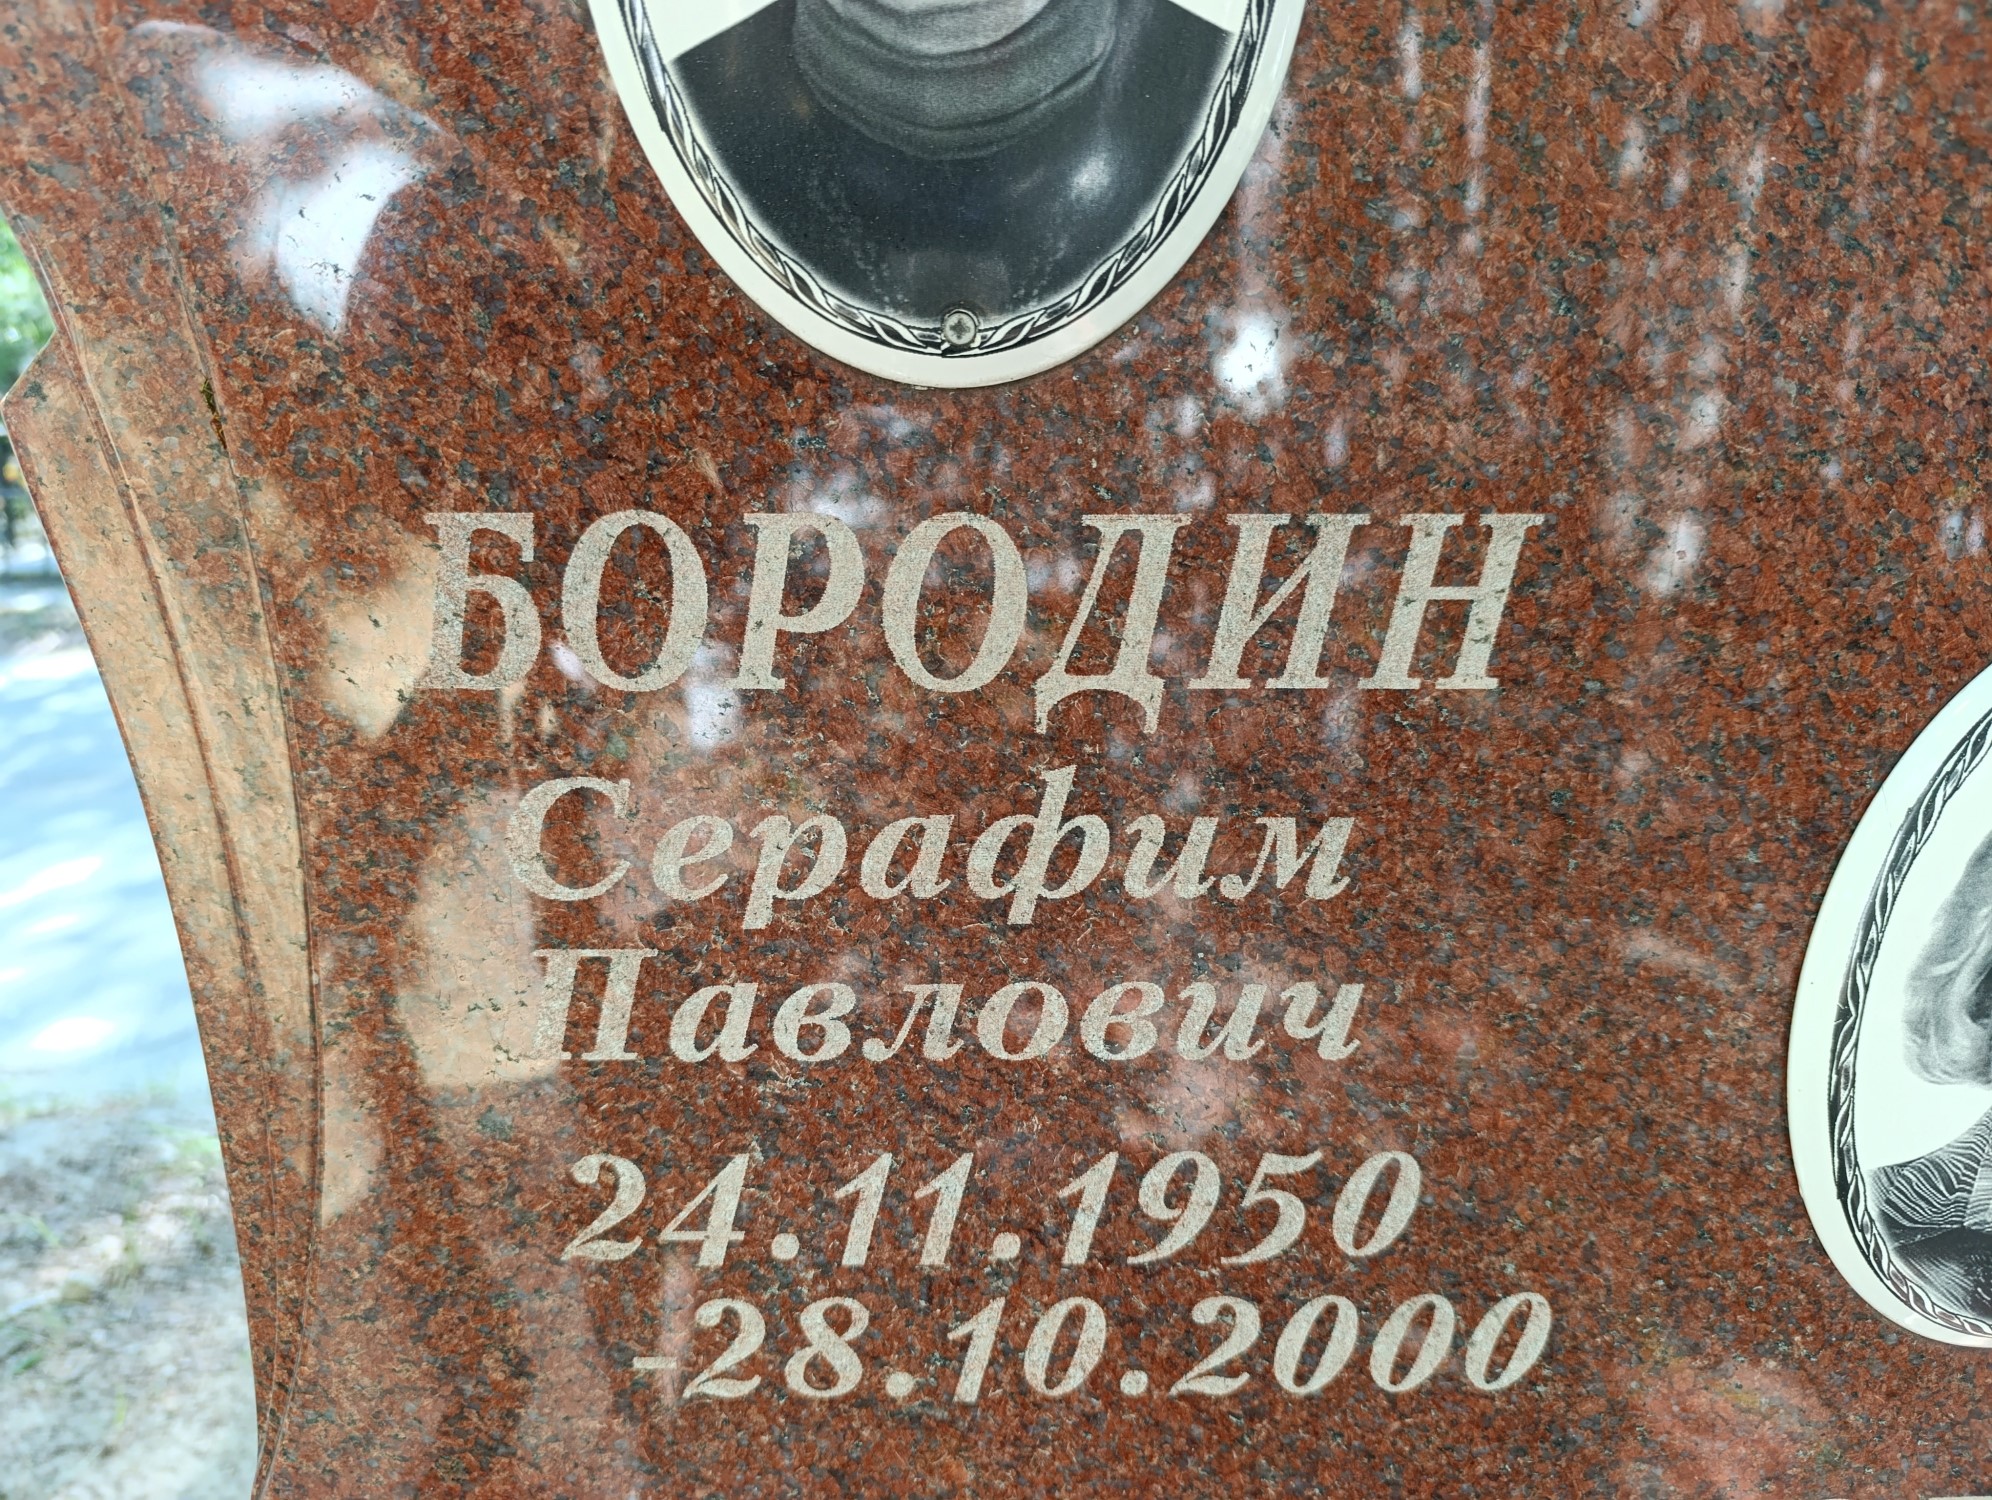 БОРОДИН
Серафим
Павлович
24.11.1950
-28.10.2000